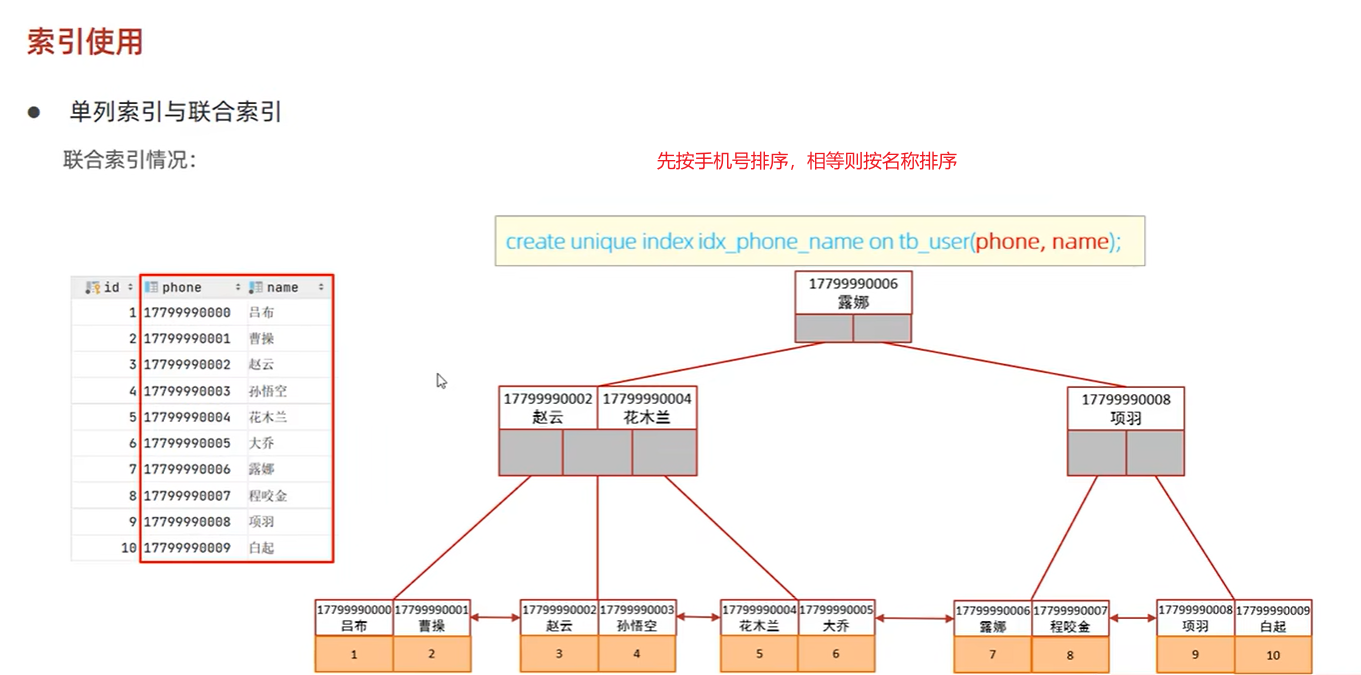 索引使用
● 单列索引与联合索引
联合索引情况：
先按手机号排序，相等则按名称排序
create unique index idx_phone_name on tb_user(phone, name);
id phone name
1 17799990000 吕布
2 17799990001 曹操
3 17799990002 赵云
4 17799990003 孙悟空
5 17799990004 花木兰
6 17799990005 大乔
7 17799990006 露娜
8 17799990007 程咬金
9 17799990008 项羽
10 17799990009 白起
17799990006
露娜
17799990002 17799990004
赵云 花木兰
17799990008
项羽
17799990000 17799990001 17799990002 17799990003 17799990004 17799990005 17799990006 17799990007 17799990008 17799990009
吕布 曹操 赵云 孙悟空 花木兰 大乔 露娜 程咬金 项羽 白起
1 2 3 4 5 6 7 8 9 10